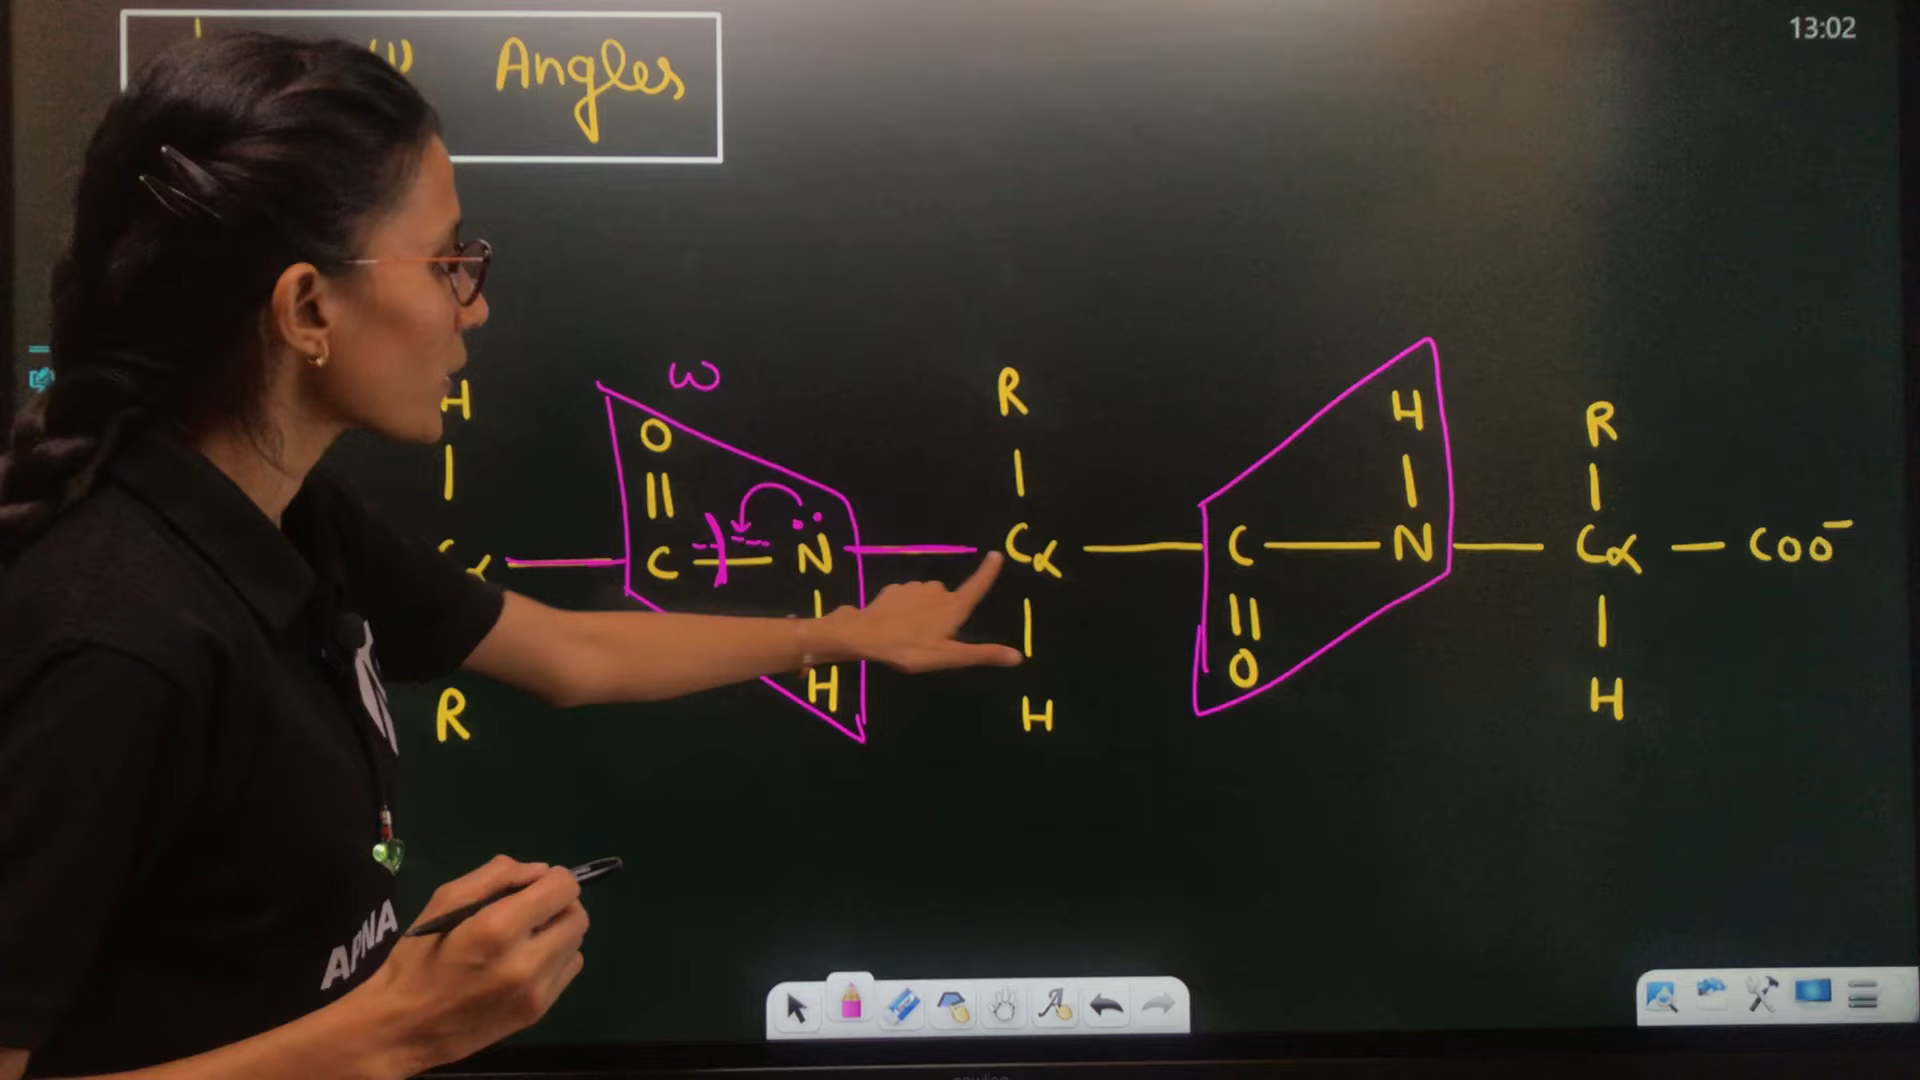 13:02
Angles
ω
H O R H R
C N Cα C N Cα COO⁻
R H H O H
APNA